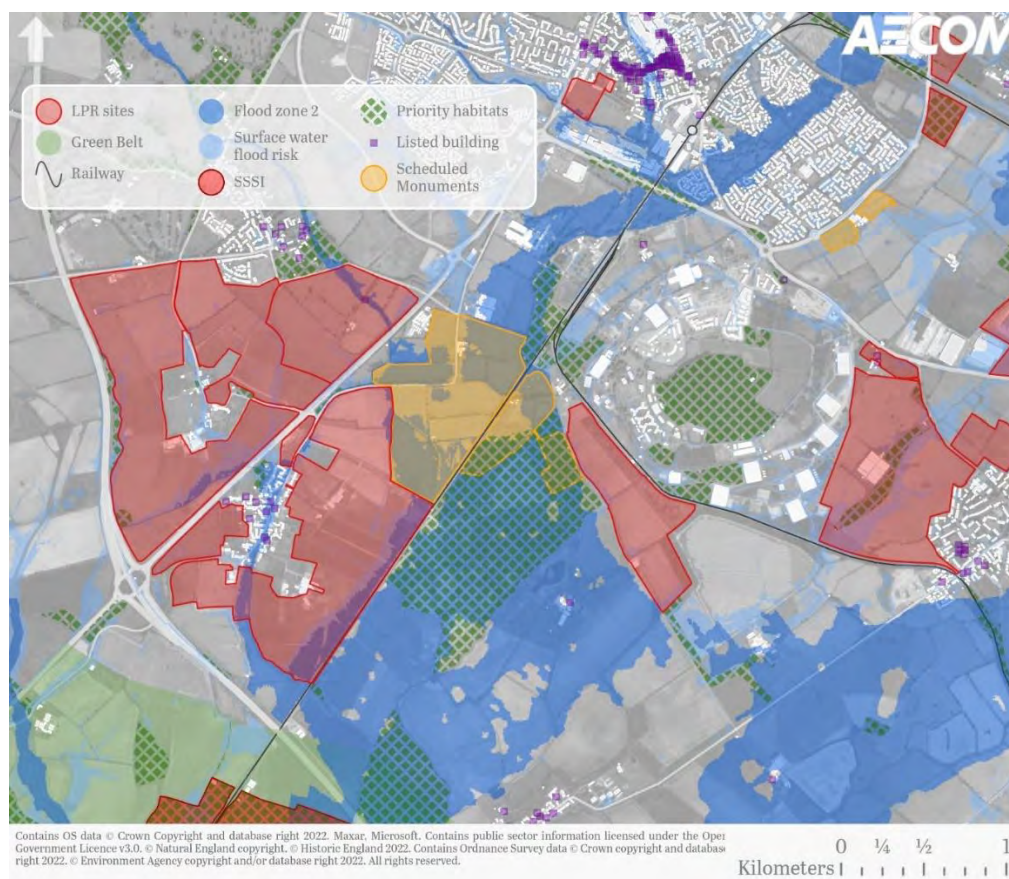 AECOM
LPR sites
Green Belt
Railway
Flood zone 2
Surface water
flood risk
SSSI
Priority habitats
Listed building
Scheduled
Monuments
Contains OS data © Crown Copyright and database right 2022. Maxar, Microsoft. Contains public sector information licensed under the Open
Government Licence v3.0. © Natural England copyright. © Historic England 2022. Contains Ordnance Survey data © Crown copyright and database
right 2022. © Environment Agency copyright and/or database right 2022. All rights reserved.
0 ¼ ½ 1
Kilometers